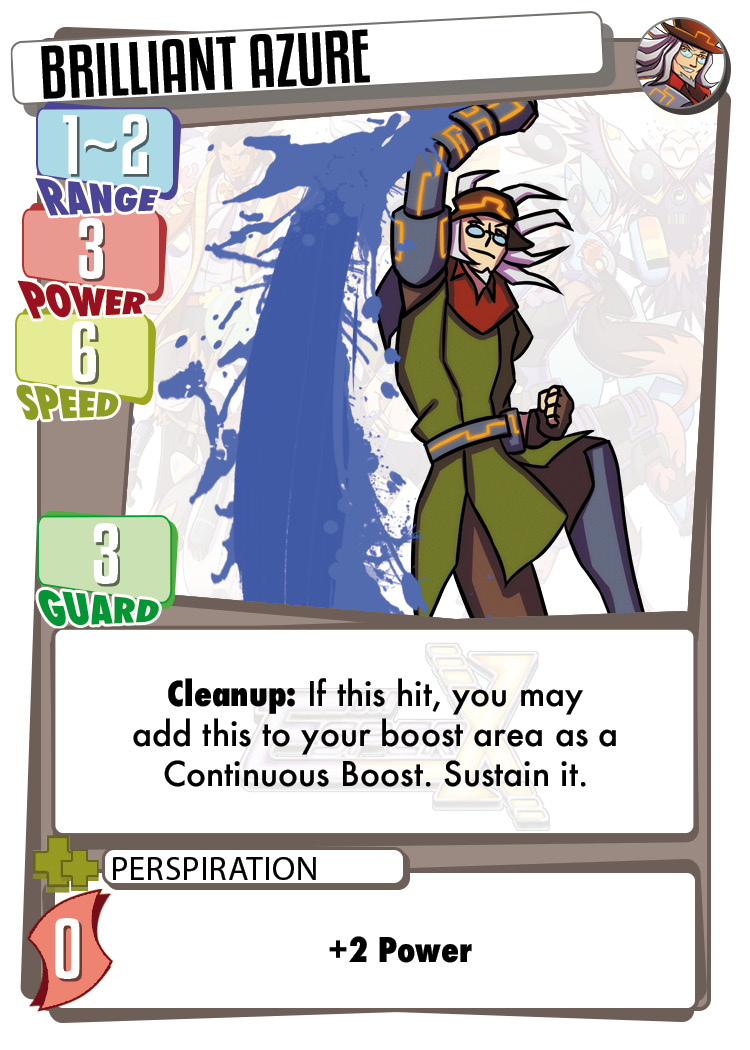 BRILLIANT AZURE
1~2
RANGE
3
POWER
6
SPEED
3
GUARD
Cleanup: If this hit, you may
add this to your boost area as a
Continuous Boost. Sustain it.
PERSPIRATION
0
+2 Power